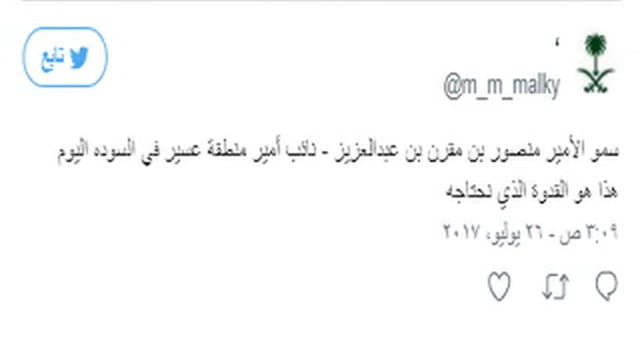 تابع
،
@m_m_malky
سمو الأمير منصور بن مقرن بن عبدالعزيز - نائب أمير منطقة عسير في السوده اليوم
هذا هو القدوة الذي نحتاجه
٣:٠٩ ص - ٢٦ يوليو، ٢٠١٧